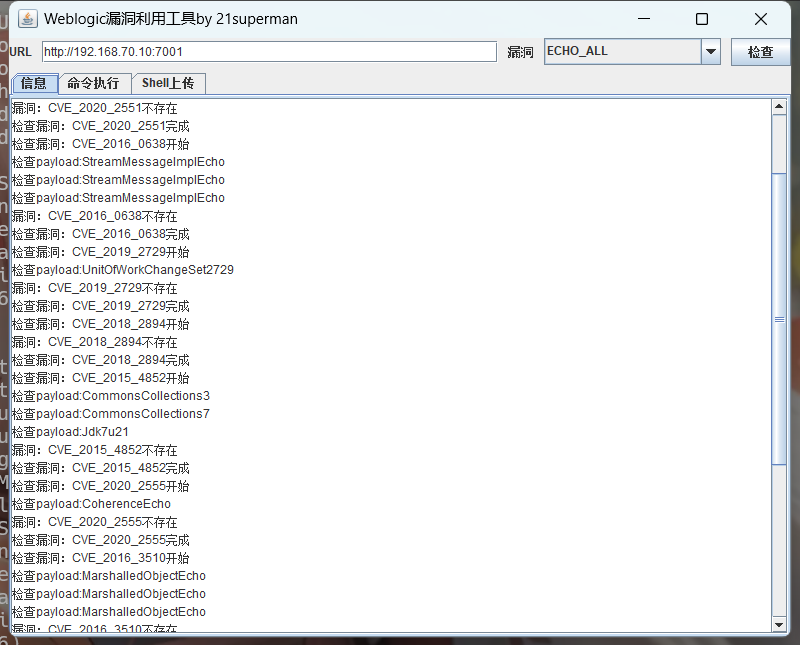 Weblogic漏洞利用工具by 21superman
URL http://192.168.70.10:7001 漏洞 ECHO_ALL 检查
信息 命令执行 Shell上传
漏洞：CVE_2020_2551不存在
检查漏洞：CVE_2020_2551完成
检查漏洞：CVE_2016_0638开始
检查payload:StreamMessageImplEcho
检查payload:StreamMessageImplEcho
检查payload:StreamMessageImplEcho
漏洞：CVE_2016_0638不存在
检查漏洞：CVE_2016_0638完成
检查漏洞：CVE_2019_2729开始
检查payload:UnitOfWorkChangeSet2729
漏洞：CVE_2019_2729不存在
检查漏洞：CVE_2019_2729完成
检查漏洞：CVE_2018_2894开始
漏洞：CVE_2018_2894不存在
检查漏洞：CVE_2018_2894完成
检查漏洞：CVE_2015_4852开始
检查payload:CommonsCollections3
检查payload:CommonsCollections7
检查payload:Jdk7u21
漏洞：CVE_2015_4852不存在
检查漏洞：CVE_2015_4852完成
检查漏洞：CVE_2020_2555开始
检查payload:CoherenceEcho
漏洞：CVE_2020_2555不存在
检查漏洞：CVE_2020_2555完成
检查漏洞：CVE_2016_3510开始
检查payload:MarshalledObjectEcho
检查payload:MarshalledObjectEcho
检查payload:MarshalledObjectEcho
漏洞：CVE_2016_3510不存在